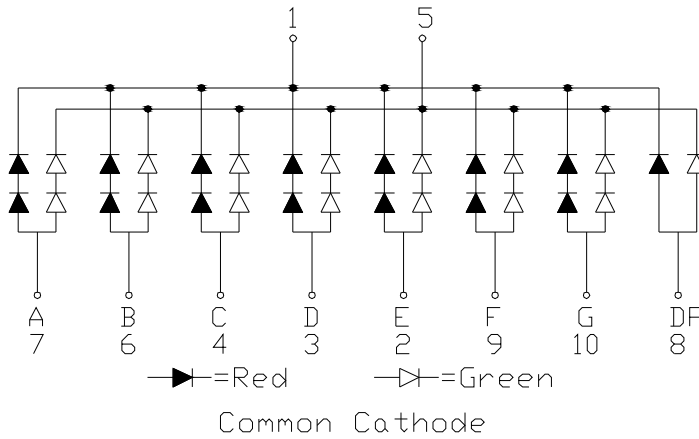 1 5
A B C D E F G DP
7 6 4 3 2 9 10 8
=Red =Green
Common Cathode